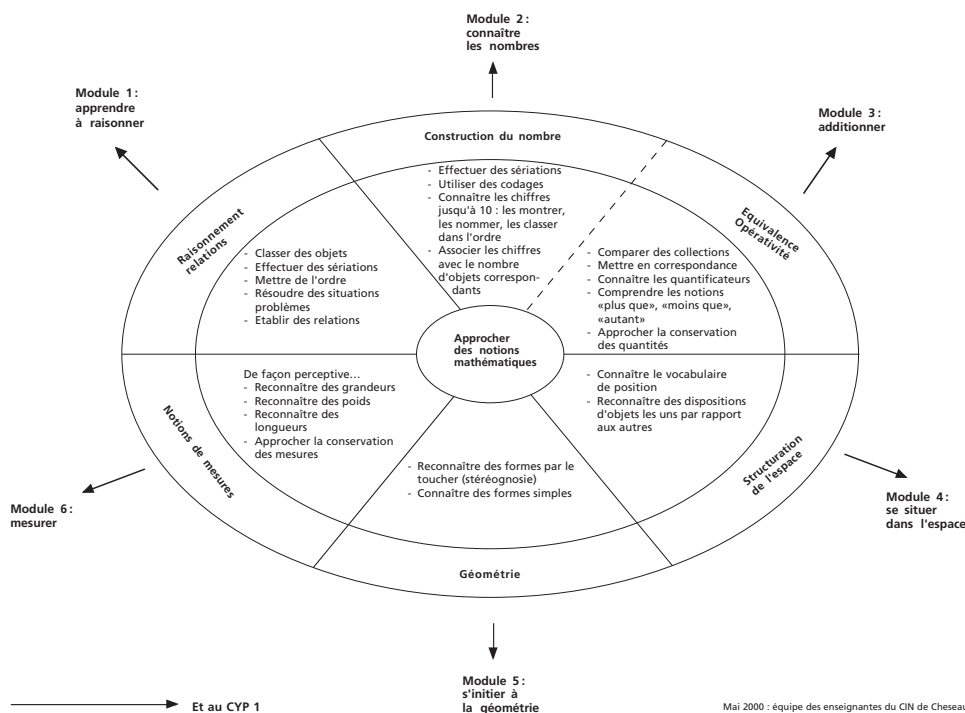 Module 2 :
connaître
les nombres
Module 1 :
apprendre
à raisonner
Module 3 :
additionner
Construction du nombre
- Effectuer des sériations
- Utiliser des codages
- Connaître les chiffres
jusqu'à 10 : les montrer,
les nommer, les classer
dans l'ordre
- Associer les chiffres
avec le nombre
d'objets correspon-
dants
Raisonnement
relations
- Classer des objets
- Effectuer des sériations
- Mettre de l'ordre
- Résoudre des situations
problèmes
- Etablir des relations
Equivalence
Opérativité
- Comparer des collections
- Mettre en correspondance
- Connaître les quantificateurs
- Comprendre les notions
«plus que», «moins que»,
«autant»
- Approcher la conservation
des quantités
Approcher
des notions
mathématiques
De façon perceptive…
- Reconnaître des grandeurs
- Reconnaître des poids
- Reconnaître des
longueurs
- Approcher la conservation
des mesures
- Connaître le vocabulaire
de position
- Reconnaître des dispositions
d'objets les uns par rapport
aux autres
Notions de mesures
- Reconnaître des formes par le
toucher (stéréognosie)
- Connaître des formes simples
Structuration
de l'espace
Module 6 :
mesurer
Module 4 :
se situer
dans l'espace
Géométrie
Module 5 :
s'initier à
la géométrie
Et au CYP 1
Mai 2000 : équipe des enseignantes du CIN de Cheseau